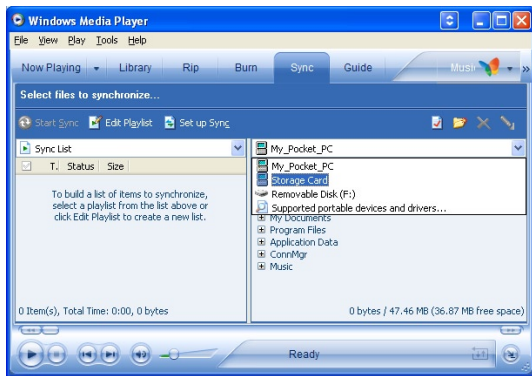 Windows Media Player
File View Play Tools Help
Now Playing Library Rip Burn Sync Guide Music
Select files to synchronize...
Start Sync Edit Playlist Set up Sync
Sync List
My_Pocket_PC
T. Status Size
My_Pocket_PC
Storage Card
Removable Disk (F:)
Supported portable devices and drivers...
To build a list of items to synchronize,
select a playlist from the list above or
click Edit Playlist to create a new list.
My Documents
Program Files
Application Data
ConnMgr
Music
0 Item(s), Total Time: 0:00, 0 bytes
0 bytes / 47.46 MB (36.87 MB free space)
Ready